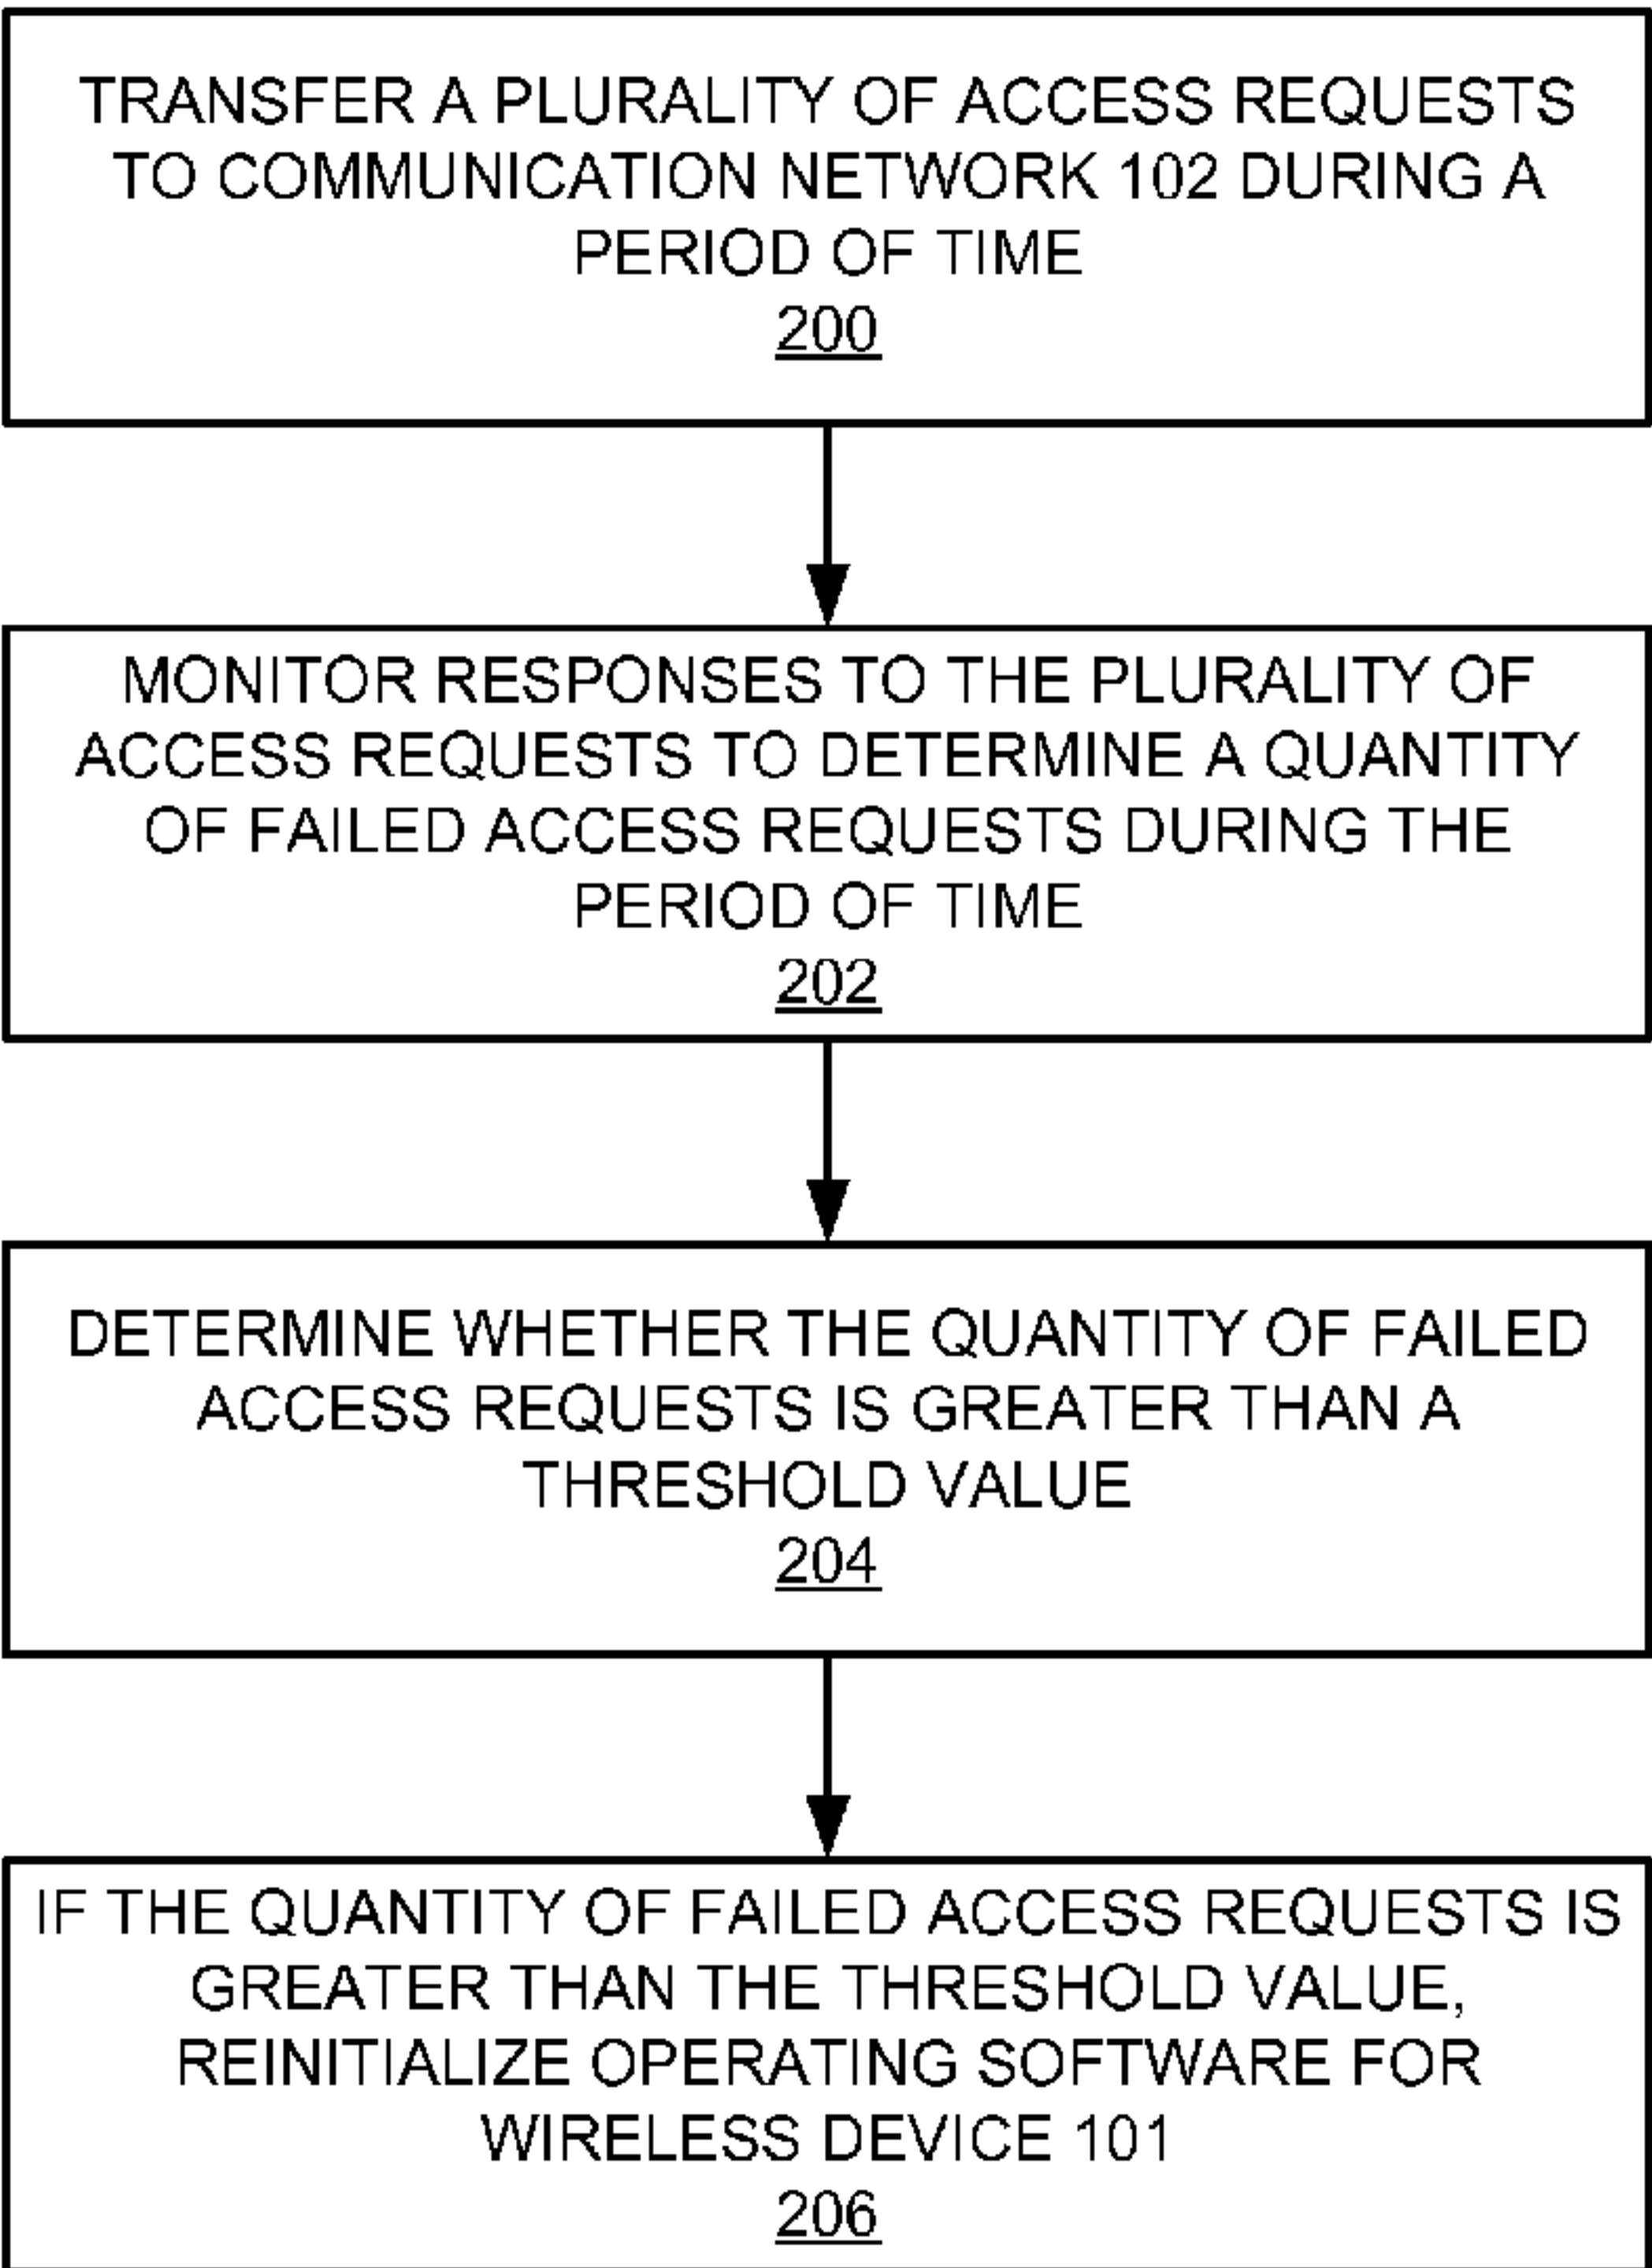 TRANSFER A PLURALITY OF ACCESS REQUESTS
TO COMMUNICATION NETWORK 102 DURING A
PERIOD OF TIME
200
MONITOR RESPONSES TO THE PLURALITY OF
ACCESS REQUESTS TO DETERMINE A QUANTITY
OF FAILED ACCESS REQUESTS DURING THE
PERIOD OF TIME
202
DETERMINE WHETHER THE QUANTITY OF FAILED
ACCESS REQUESTS IS GREATER THAN A
THRESHOLD VALUE
204
IF THE QUANTITY OF FAILED ACCESS REQUESTS IS
GREATER THAN THE THRESHOLD VALUE,
REINITIALIZE OPERATING SOFTWARE FOR
WIRELESS DEVICE 101
206